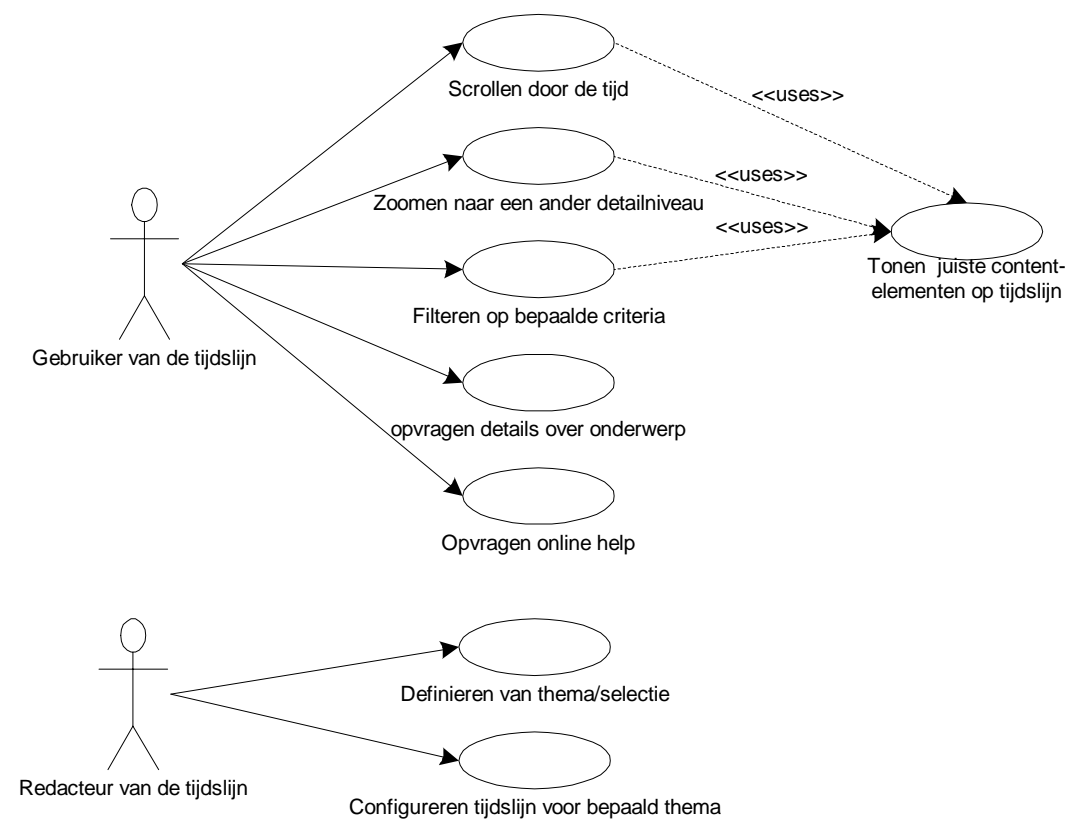 Scrollen door de tijd
<<uses>>
Zoomen naar een ander detailniveau
<<uses>>
<<uses>>
Tonen juiste content-
elementen op tijdslijn
Filteren op bepaalde criteria
Gebruiker van de tijdslijn
opvragen details over onderwerp
Opvragen online help
Definieren van thema/selectie
Redacteur van de tijdslijn
Configureren tijdslijn voor bepaald thema